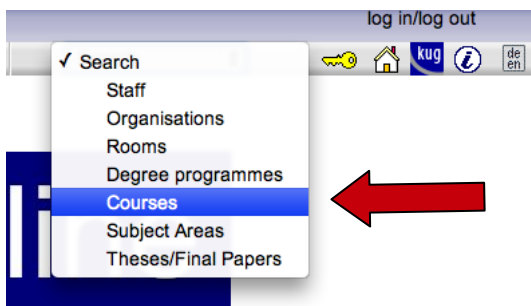 log in/log out
✓ Search
kug
i
de
en
Staff
Organisations
Rooms
Degree programmes
Courses
Subject Areas
Theses/Final Papers